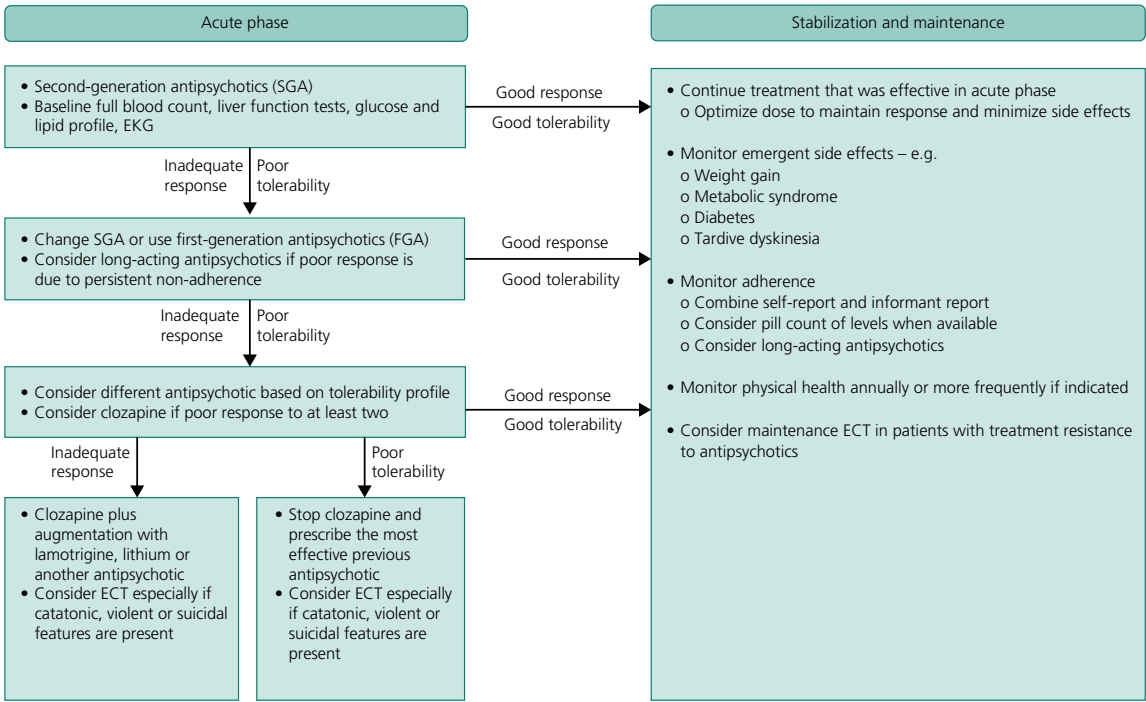 Acute phase
Stabilization and maintenance
• Second-generation antipsychotics (SGA)
• Baseline full blood count, liver function tests, glucose and
lipid profile, EKG
Good response
Good tolerability
Inadequate
response
Poor
tolerability
• Change SGA or use first-generation antipsychotics (FGA)
• Consider long-acting antipsychotics if poor response is
due to persistent non-adherence
Good response
Good tolerability
Inadequate
response
Poor
tolerability
• Consider different antipsychotic based on tolerability profile
• Consider clozapine if poor response to at least two
Good response
Good tolerability
Inadequate
response
Poor
tolerability
• Clozapine plus
augmentation with
lamotrigine, lithium or
another antipsychotic
• Consider ECT especially if
catatonic, violent or suicidal
features are present
• Stop clozapine and
prescribe the most
effective previous
antipsychotic
• Consider ECT especially
if catatonic, violent or
suicidal features are
present
• Continue treatment that was effective in acute phase
o Optimize dose to maintain response and minimize side effects
• Monitor emergent side effects – e.g.
o Weight gain
o Metabolic syndrome
o Diabetes
o Tardive dyskinesia
• Monitor adherence
o Combine self-report and informant report
o Consider pill count of levels when available
o Consider long-acting antipsychotics
• Monitor physical health annually or more frequently if indicated
• Consider maintenance ECT in patients with treatment resistance
to antipsychotics